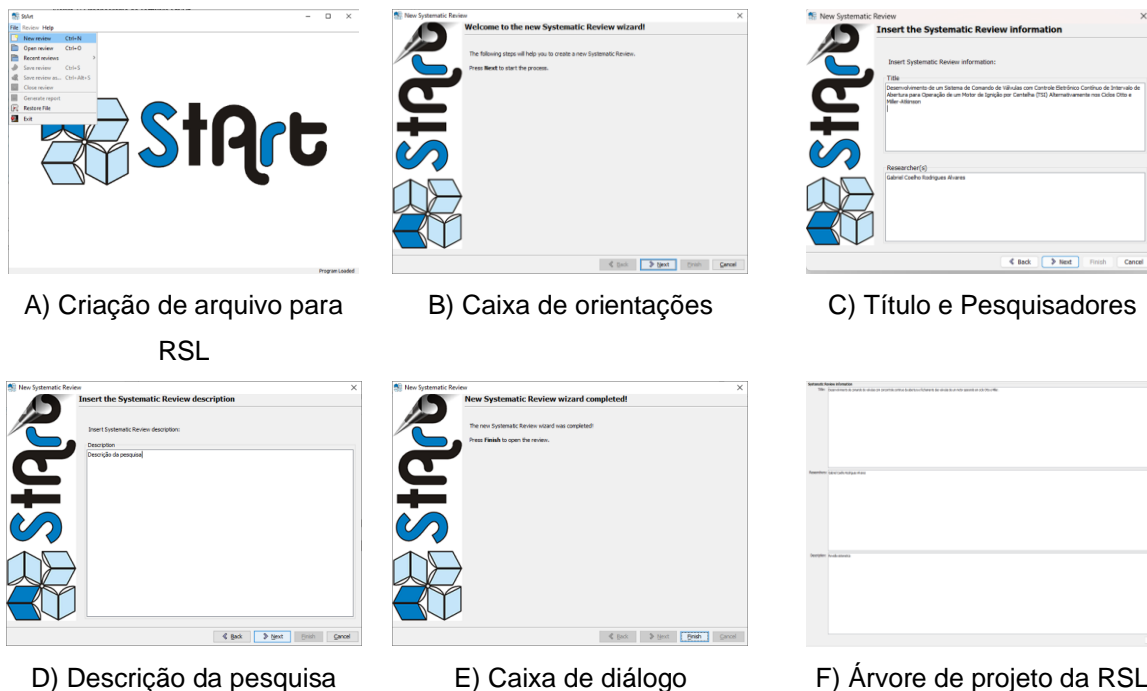 StArt
File Review Help
New review Ctrl+N
Open review Ctrl+O
Recent reviews
Save review Ctrl+S
Save review as... Ctrl+Alt+S
Close review
Generate report
Restore File
Exit
StArt
Program Loaded
A) Criação de arquivo para
RSL
New Systematic Review
Welcome to the new Systematic Review wizard!
The following steps will help you to create a new Systematic Review.
Press Next to start the process.
StArt
Back Next Finish Cancel
B) Caixa de orientações
New Systematic Review
Insert the Systematic Review information
Insert Systematic Review information:
Title
Desenvolvimento de um Sistema de Comando de Válvulas com Controle Eletrônico Contínuo de Intervalo de
Abertura para Operação de um Motor de Ignição por Centelha (TSI) Alternativamente nos Ciclos Otto e
Miller-Atkinson
Researcher(s)
Gabriel Coelho Rodrigues Alvares
StArt
Back Next Finish Cancel
C) Título e Pesquisadores
New Systematic Review
Insert the Systematic Review description
Insert Systematic Review description:
Description
Descrição da pesquisa
StArt
Back Next Finish Cancel
D) Descrição da pesquisa
New Systematic Review
New Systematic Review wizard completed!
The new Systematic Review wizard was completed!
Press Finish to open the review.
StArt
Back Next Finish Cancel
E) Caixa de diálogo
Systematic Review Information
Title:
F) Árvore de projeto da RSL